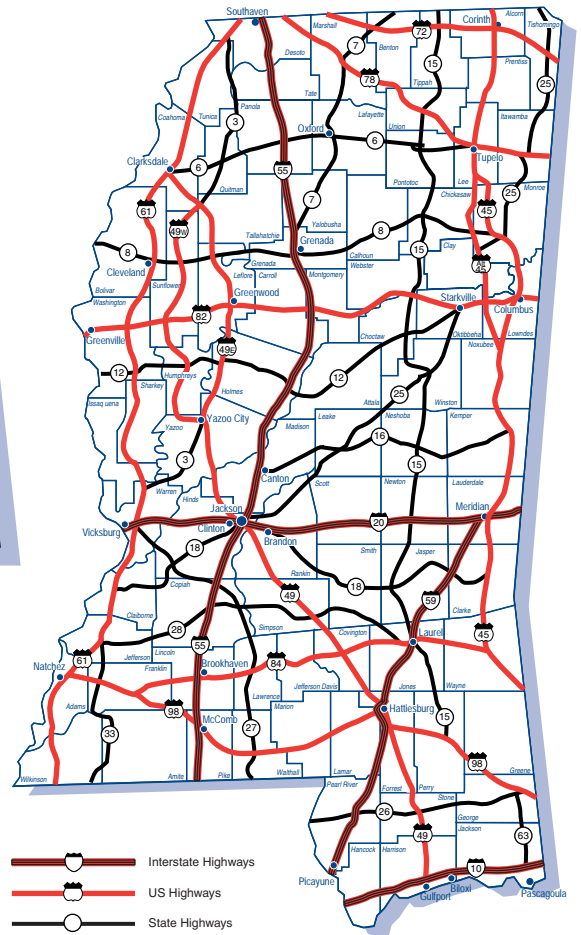 Southaven
Marshall
Alcorn
Corinth
Tishomingo
72
7
Benton
Desoto
15
Prentiss
78
Tippah
25
Tate
Panola
Coahoma
Tunica
3
Lafayette
Union
Itawamba
Oxford
6
Clarksdale
6
55
Tupelo
Quitman
Pontotoc
Lee
Chickasaw
Monroe
25
7
61
45
49W
Yalobusha
8
Tallahatchie
Grenada
8
15
Clay
Calhoun
Webster
Grenada
Cleveland
Alt
45
Sunflower
Leflore
Carroll
Montgomery
Bolivar
Washington
Greenwood
Starkville
Columbus
82
Greenville
Oktibbeha
Lowndes
Choctaw
Noxubee
49E
12
12
Humphreys
Sharkey
Holmes
25
Attala
Issaquena
Leake
Neshoba
Winston
Kemper
Yazoo City
Yazoo
Madison
16
3
15
Canton
Scott
Newton
Lauderdale
Warren
Hinds
Jackson
Meridian
Vicksburg
Clinton
20
Brandon
18
Smith
Jasper
Rankin
18
Copiah
49
59
Claiborne
Clarke
28
Simpson
Covington
45
Laurel
55
Jefferson
Lincoln
61
84
Natchez
Franklin
Brookhaven
Jefferson Davis
Jones
Wayne
Lawrence
Adams
98
Marion
Hattiesburg
McComb
15
33
27
98
Wilkinson
Amite
Pike
Walthall
Lamar
Greene
Pearl River
Forrest
Perry
Stone
26
George
Jackson
49
63
Hancock
Harrison
10
Picayune
Biloxi
Gulfport
Pascagoula
Interstate Highways
US Highways
State Highways